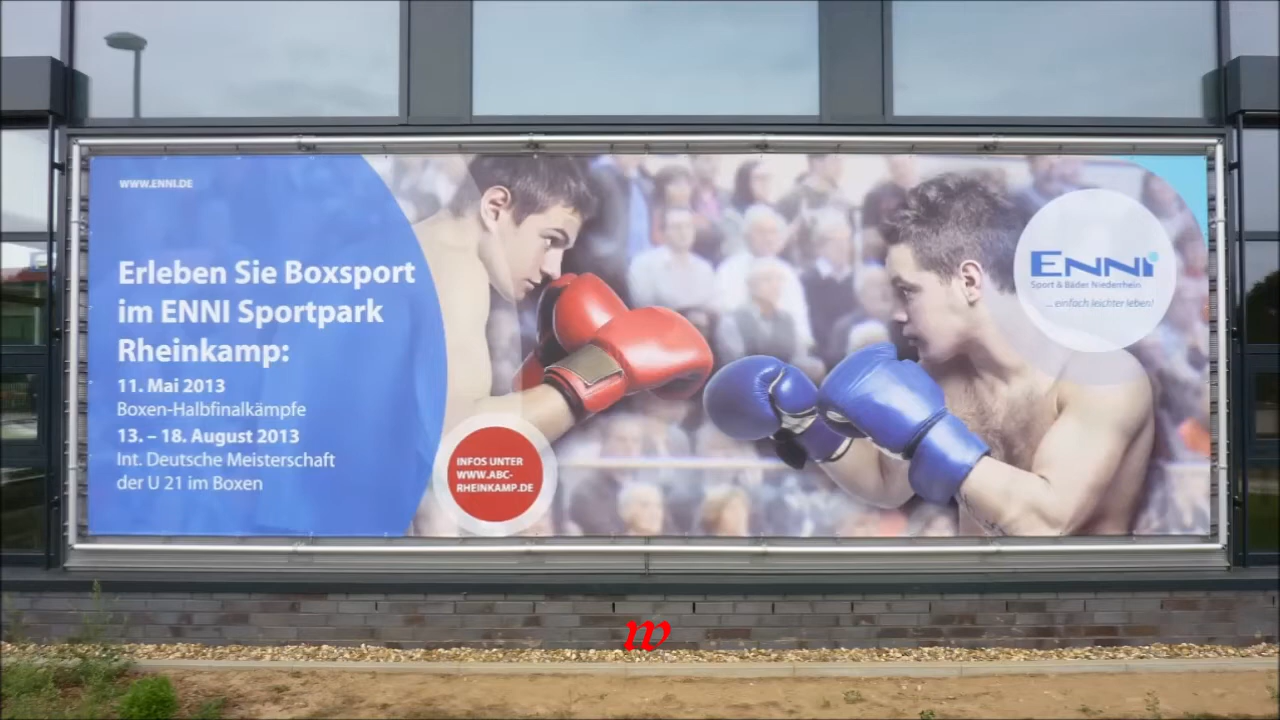 WWW.ENNI.DE
Erleben Sie Boxsport
im ENNI Sportpark
Rheinkamp:
11. Mai 2013
Boxen-Halbfinalkämpfe
13. – 18. August 2013
Int. Deutsche Meisterschaft
der U 21 im Boxen
INFOS UNTER
WWW.ABC-
RHEINKAMP.DE
ENNI
Sport & Bäder Niederrhein
... einfach leichter leben!
w